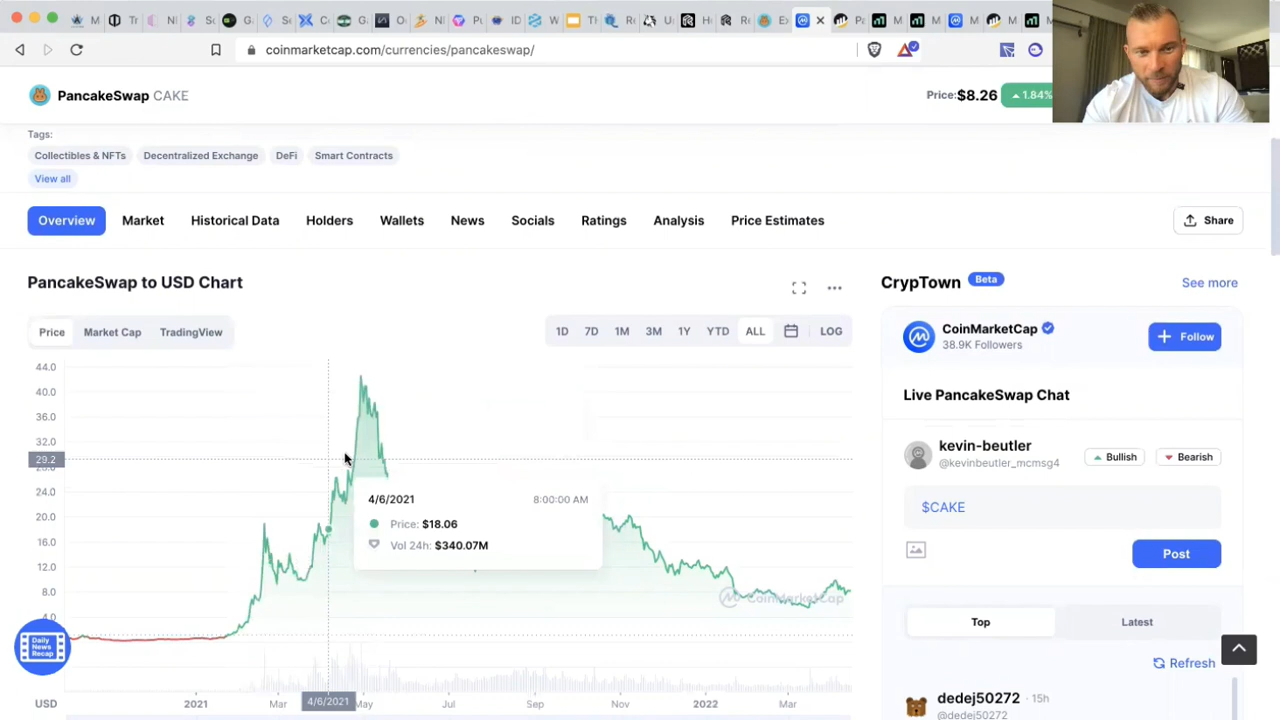 coinmarketcap.com/currencies/pancakeswap/
PancakeSwap CAKE
Price:$8.26
1.84%
Tags:
Collectibles & NFTs Decentralized Exchange DeFi Smart Contracts
View all
Overview Market Historical Data Holders Wallets News Socials Ratings Analysis Price Estimates
Share
PancakeSwap to USD Chart
Price Market Cap TradingView
1D 7D 1M 3M 1Y YTD ALL LOG
44.0
40.0
36.0
32.0
29.2
24.0
20.0
16.0
12.0
8.0
4.0
4/6/2021 8:00:00 AM
Price: $18.06
Vol 24h: $340.07M
CoinMarketCap
USD
2021 Mar 4/6/2021 May Jul Sep Nov 2022 Mar
Daily
News
Recap
CrypTown Beta
See more
CoinMarketCap
38.9K Followers
Follow
Live PancakeSwap Chat
kevin-beutler
@kevinbeutler_mcmsg4
Bullish Bearish
$CAKE
Post
Top Latest
Refresh
dedej50272 · 15h
@dedej50272